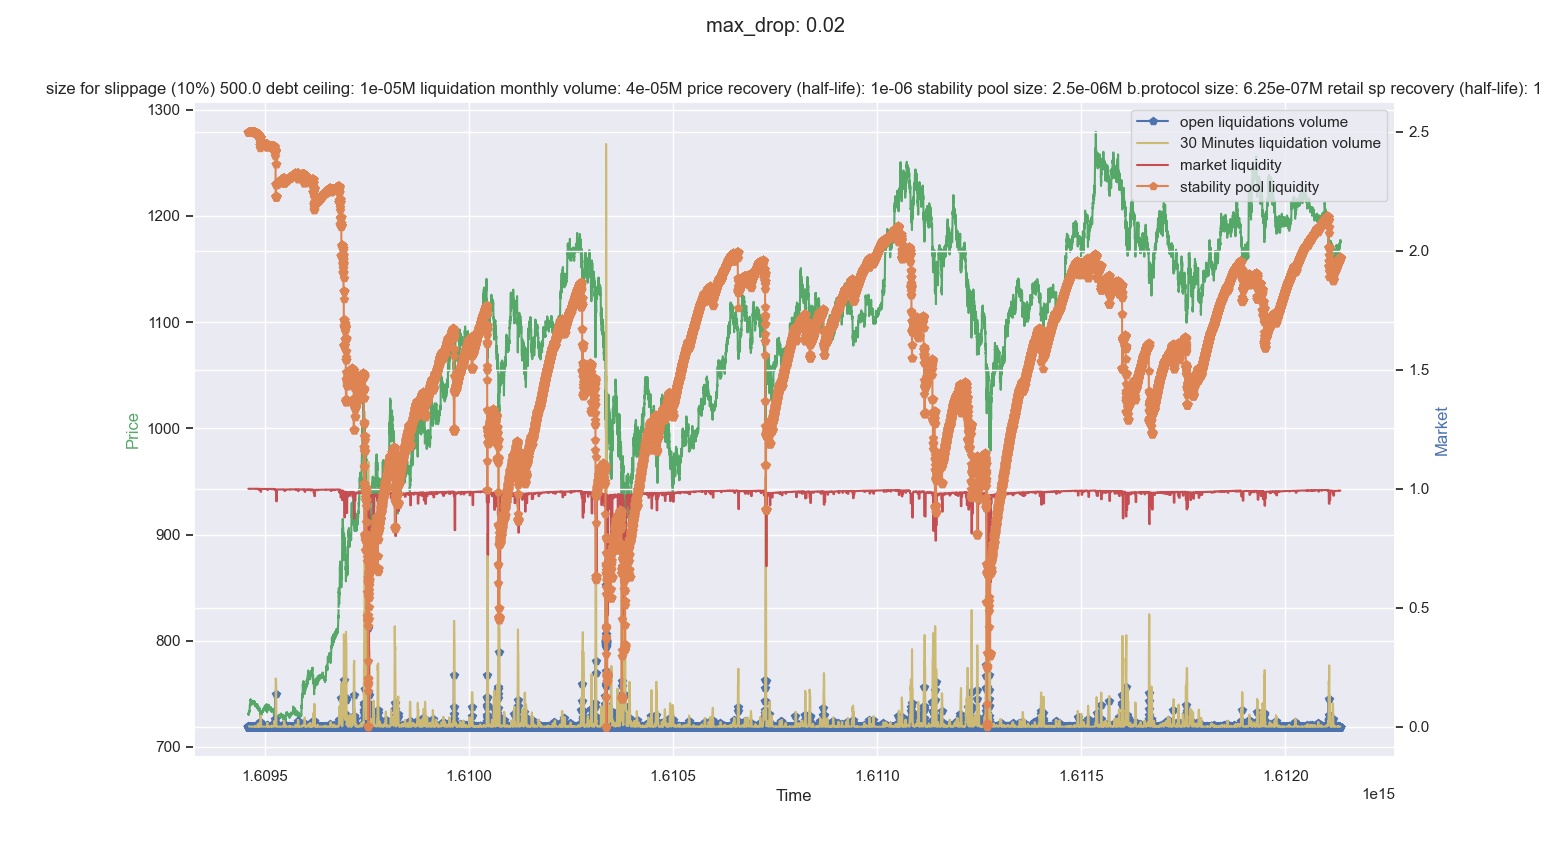 max_drop: 0.02
size for slippage (10%) 500.0 debt ceiling: 1e-05M liquidation monthly volume: 4e-05M price recovery (half-life): 1e-06 stability pool size: 2.5e-06M b.protocol size: 6.25e-07M retail sp recovery (half-life): 1
open liquidations volume
30 Minutes liquidation volume
market liquidity
stability pool liquidity
1300
1200
1100
1000
900
800
700
Price
2.5
2.0
1.5
1.0
0.5
0.0
Market
1.6095 1.6100 1.6105 1.6110 1.6115 1.6120
1e15
Time